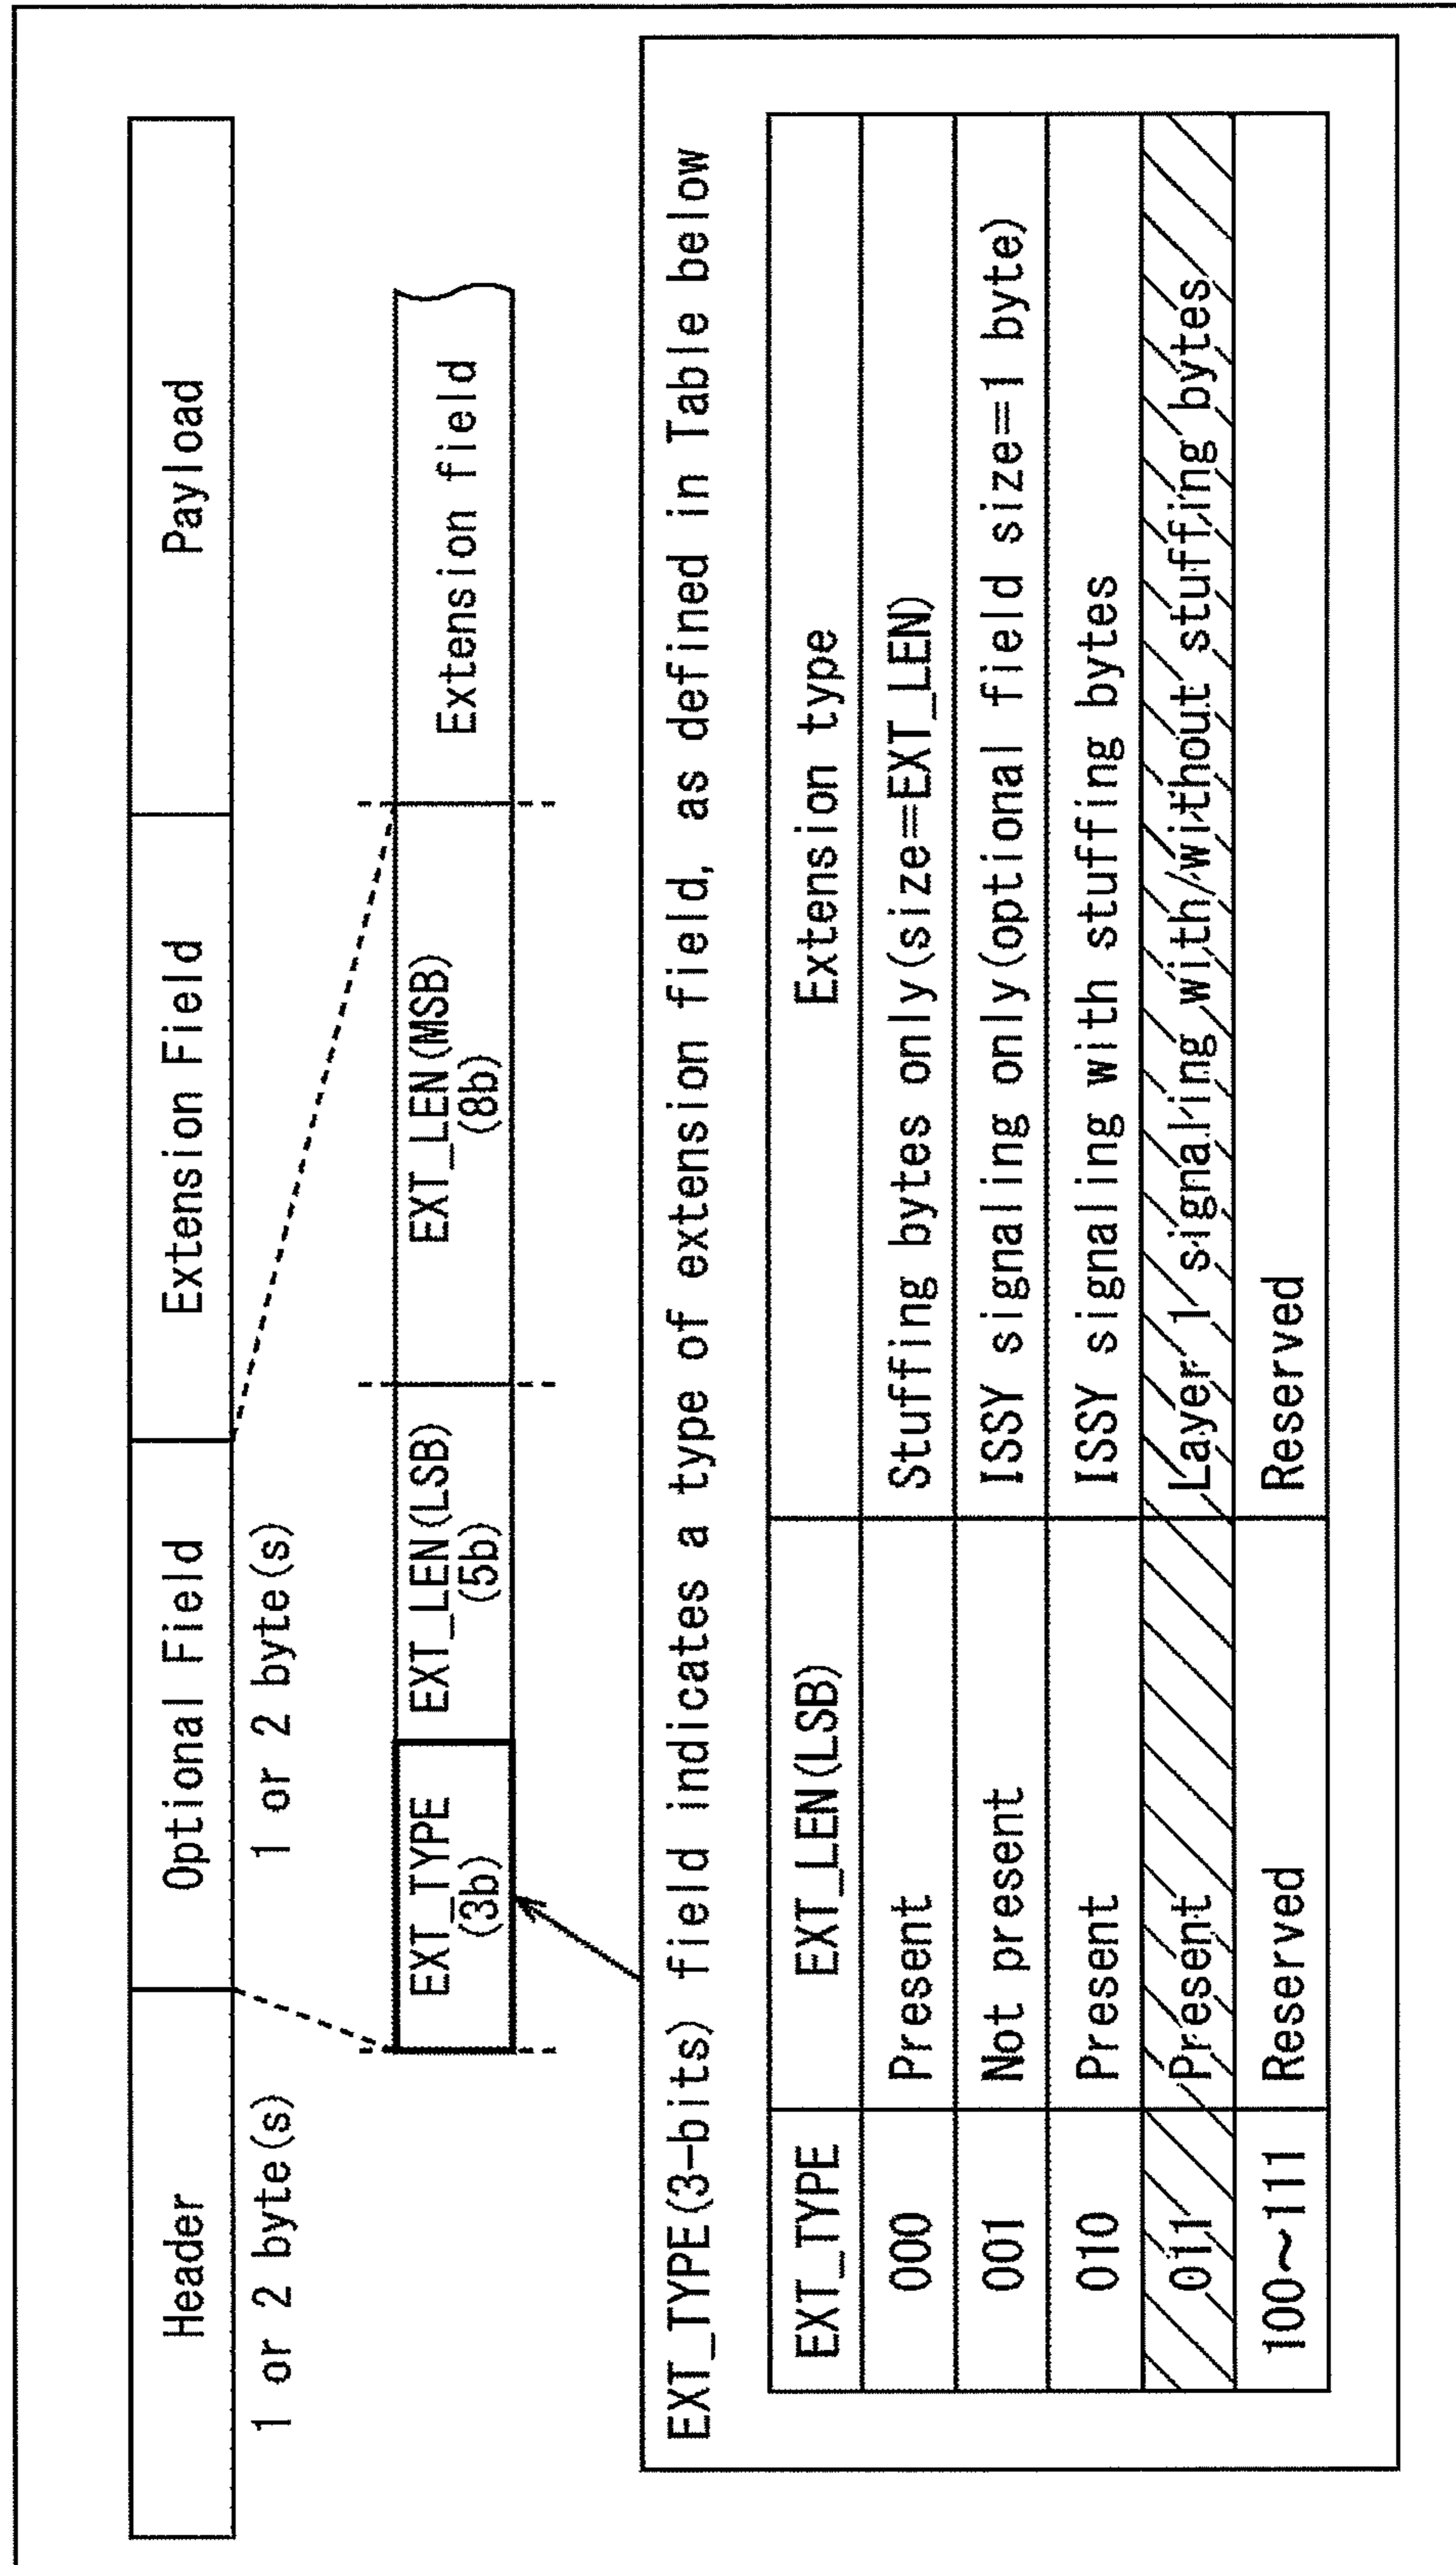 Header Optional Field Extension Field Payload
1 or 2 byte(s) 1 or 2 byte(s)
EXT_TYPE EXT_LEN(LSB) EXT_LEN(MSB) Extension field
(3b) (5b) (8b)
EXT_TYPE(3-bits) field indicates a type of extension field, as defined in Table below
EXT_TYPE EXT_LEN(LSB) Extension type
000 Present Stuffing bytes only(size=EXT_LEN)
001 Not present ISSY signaling only(optional field size=1 byte)
010 Present ISSY signaling with stuffing bytes
011 Present Layer 1 signaling with/without stuffing bytes
100~111 Reserved Reserved